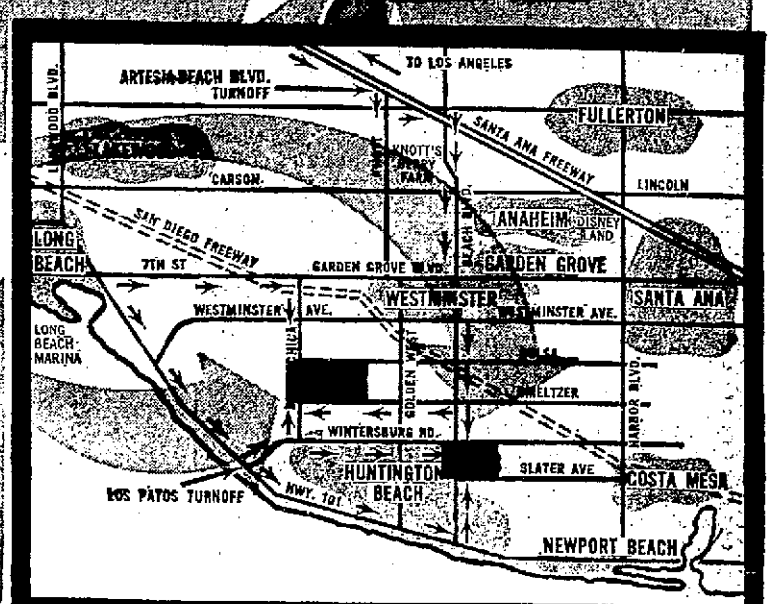 TO LOS ANGELES
ARTESIA-BEACH BLVD.
TURNOFF
LAKEWOOD BLVD.
FULLERTON
SANTA ANA FREEWAY
KNOTT'S
BERRY
FARM
CARSON
LINCOLN
SAN DIEGO FREEWAY
BEACH BLVD.
ANAHEIM
DISNEY
LAND
LONG
BEACH
7TH ST
GARDEN GROVE BLVD.
GARDEN GROVE
WESTMINSTER
SANTA ANA
WESTMINSTER AVE.
WESTMINSTER AVE.
LONG
BEACH
MARINA
CHICA
GOLDEN WEST
SMELTZER
HARBOR BLVD.
WINTERSBURG RD.
HUNTINGTON
BEACH
SLATER AVE
COSTA MESA
LOS PATOS TURNOFF
HWY. 101
NEWPORT BEACH